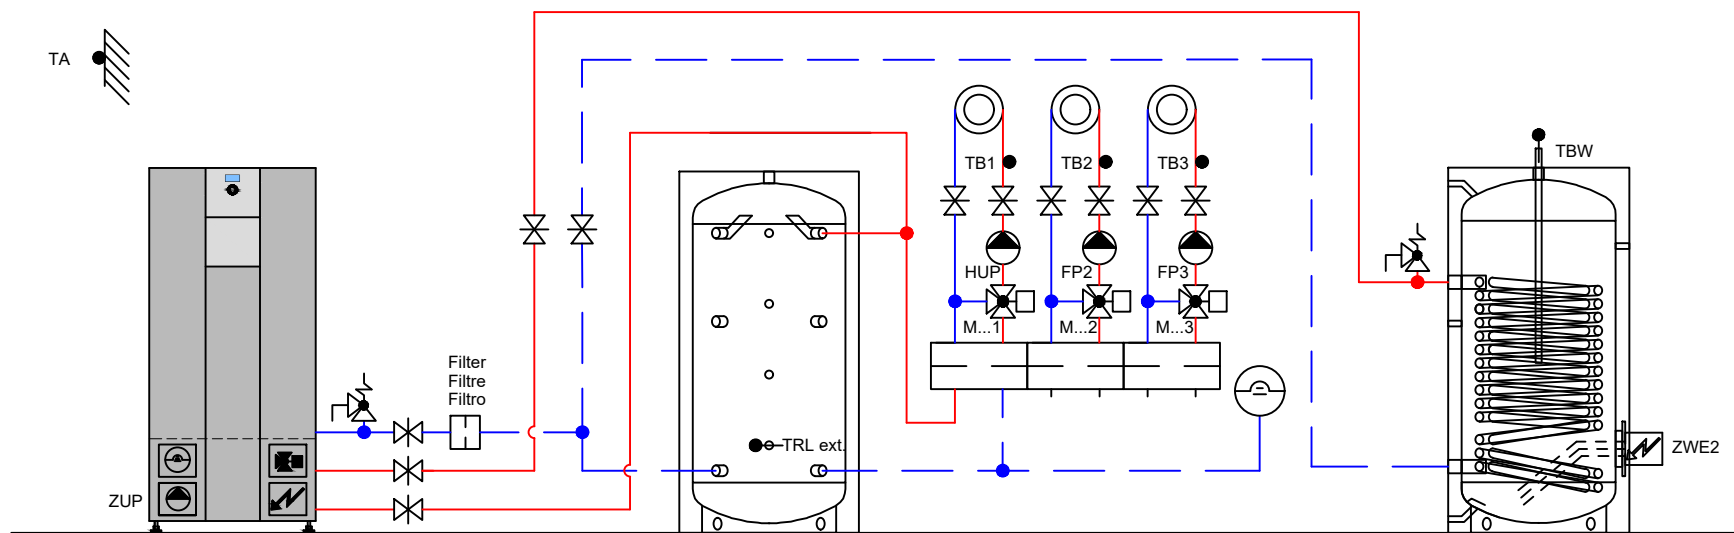 TA
TB1
TB2
TB3
TBW
HUP
FP2
FP3
M...1
M...2
M...3
Filter
Filtre
Filtro
TRL ext.
ZWE2
ZUP